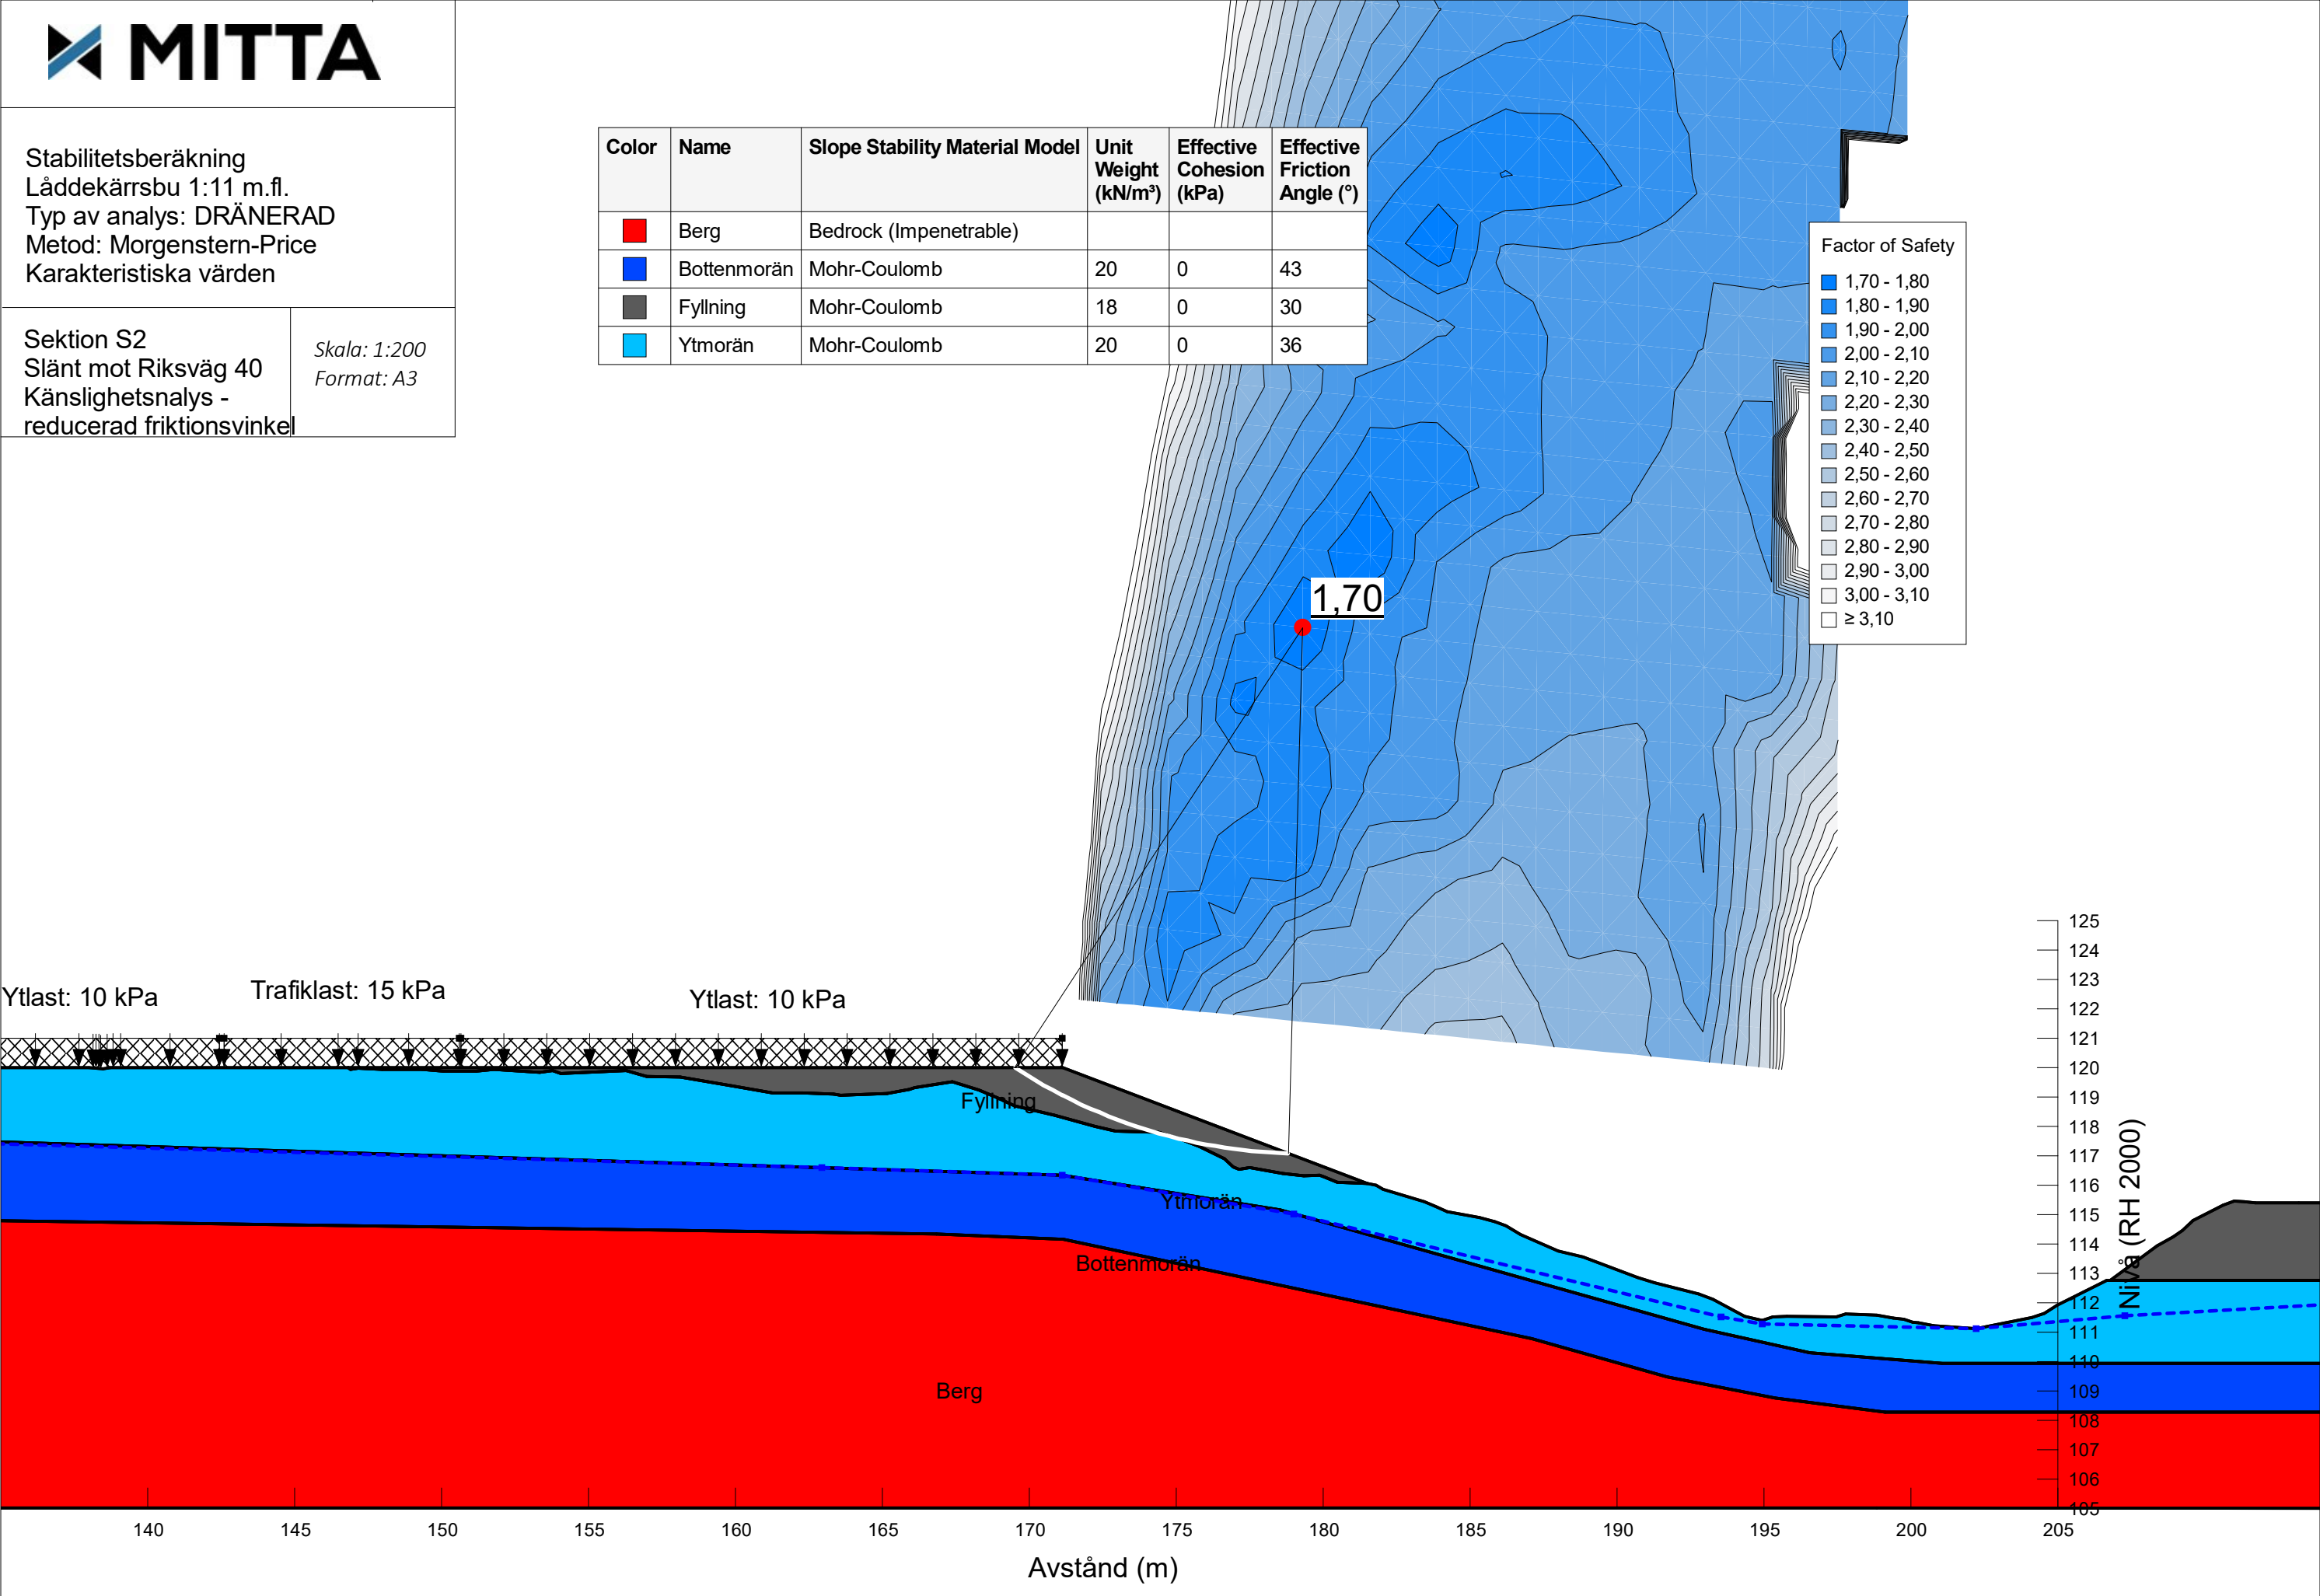 MITTA
Stabilitetsberäkning
Låddekärrsbu 1:11 m.fl.
Typ av analys: DRÄNERAD
Metod: Morgenstern-Price
Karakteristiska värden
Sektion S2
Slänt mot Riksväg 40
Känslighetsnalys -
reducerad friktionsvinkel
Skala: 1:200
Format: A3
Color Name Slope Stability Material Model Unit Weight (kN/m³) Effective Cohesion (kPa) Effective Friction Angle (°)
Berg Bedrock (Impenetrable)
Bottenmorän Mohr-Coulomb 20 0 43
Fyllning Mohr-Coulomb 18 0 30
Ytmorän Mohr-Coulomb 20 0 36
Factor of Safety
1,70 - 1,80
1,80 - 1,90
1,90 - 2,00
2,00 - 2,10
2,10 - 2,20
2,20 - 2,30
2,30 - 2,40
2,40 - 2,50
2,50 - 2,60
2,60 - 2,70
2,70 - 2,80
2,80 - 2,90
2,90 - 3,00
3,00 - 3,10
≥ 3,10
1,70
Ytlast: 10 kPa
Trafiklast: 15 kPa
Ytlast: 10 kPa
Fyllning
Ytmorän
Bottenmorän
Berg
125
124
123
122
121
120
119
118
117
116
115
114
113
112
111
110
109
108
107
106
105
Nivå (RH 2000)
140 145 150 155 160 165 170 175 180 185 190 195 200 205
Avstånd (m)